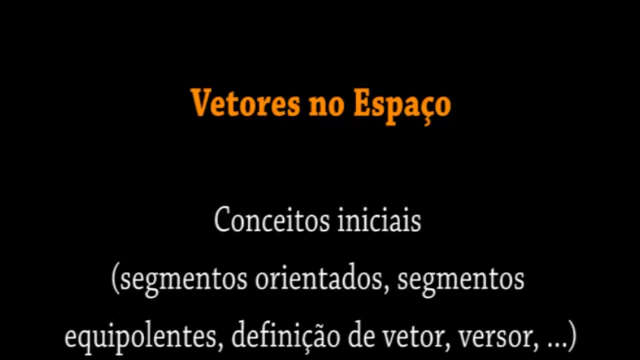 Vetores no Espaço
Conceitos iniciais
(segmentos orientados, segmentos
equipolentes, definição de vetor, versor, ...)